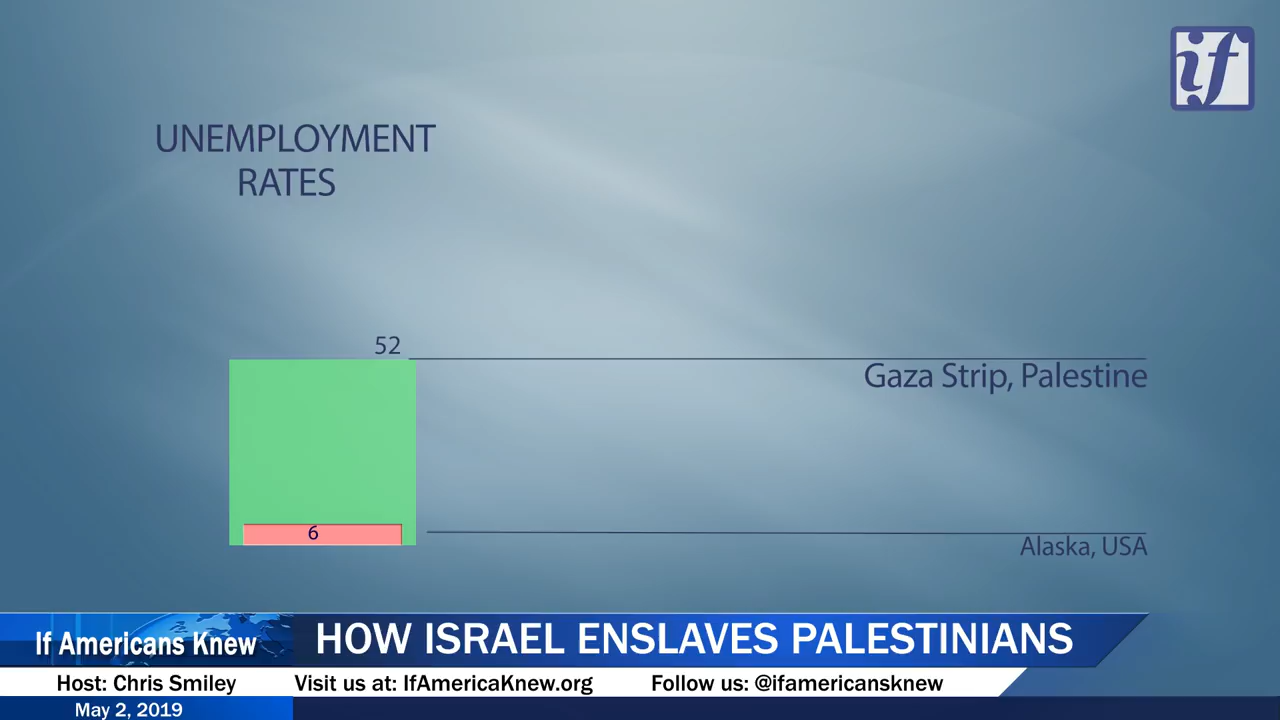 if
UNEMPLOYMENT
RATES
52
Gaza Strip, Palestine
6
Alaska, USA
If Americans Knew
HOW ISRAEL ENSLAVES PALESTINIANS
Host: Chris Smiley Visit us at: IfAmericaKnew.org Follow us: @ifamericansknew
May 2, 2019